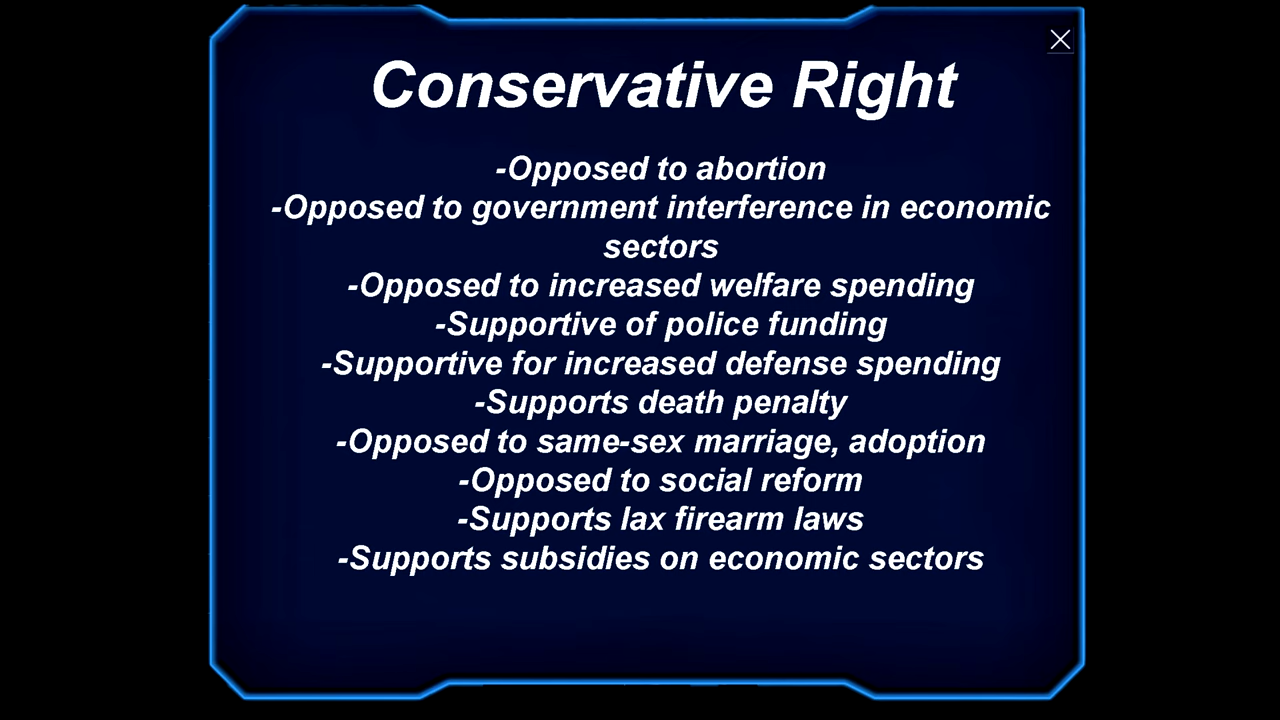 Conservative Right
-Opposed to abortion
-Opposed to government interference in economic
sectors
-Opposed to increased welfare spending
-Supportive of police funding
-Supportive for increased defense spending
-Supports death penalty
-Opposed to same-sex marriage, adoption
-Opposed to social reform
-Supports lax firearm laws
-Supports subsidies on economic sectors